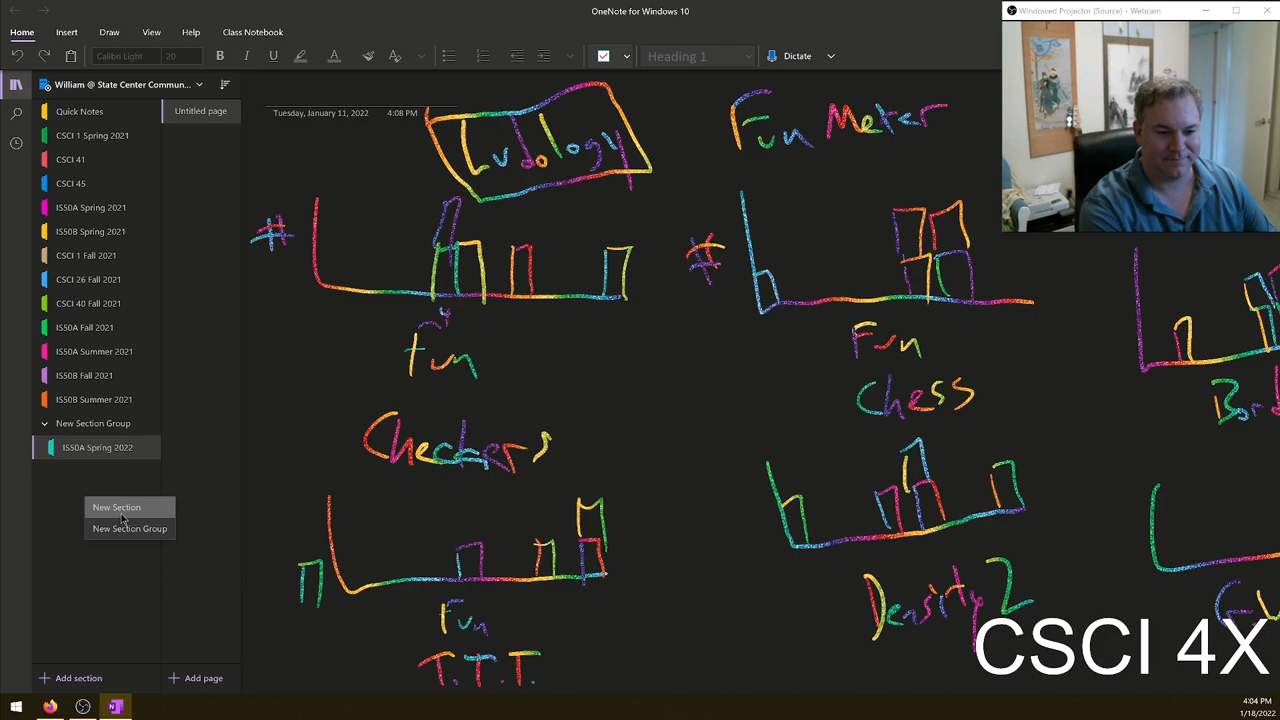 OneNote for Windows 10
Windowed Projector (Source) - Webcam
Home
Insert
Draw
View
Help
Class Notebook
Calibri Light
20
B
I
U
A
Heading 1
Dictate
William @ State Center Commun...
Quick Notes
CSCI 1 Spring 2021
CSCI 41
CSCI 45
IS50A Spring 2021
IS50B Spring 2021
CSCI 1 Fall 2021
CSCI 26 Fall 2021
CSCI 40 Fall 2021
IS50A Fall 2021
IS50A Summer 2021
IS50B Fall 2021
IS50B Summer 2021
New Section Group
IS50A Spring 2022
New Section
New Section Group
Add section
Untitled page
Add page
Tuesday, January 11, 2022
4:08 PM
Ludology
Fun Meter
#
Fun
Checkers
#
Fun
Chess
Fun
T.T.T.
Density 2
CSCI 4X
4:04 PM
1/18/2022